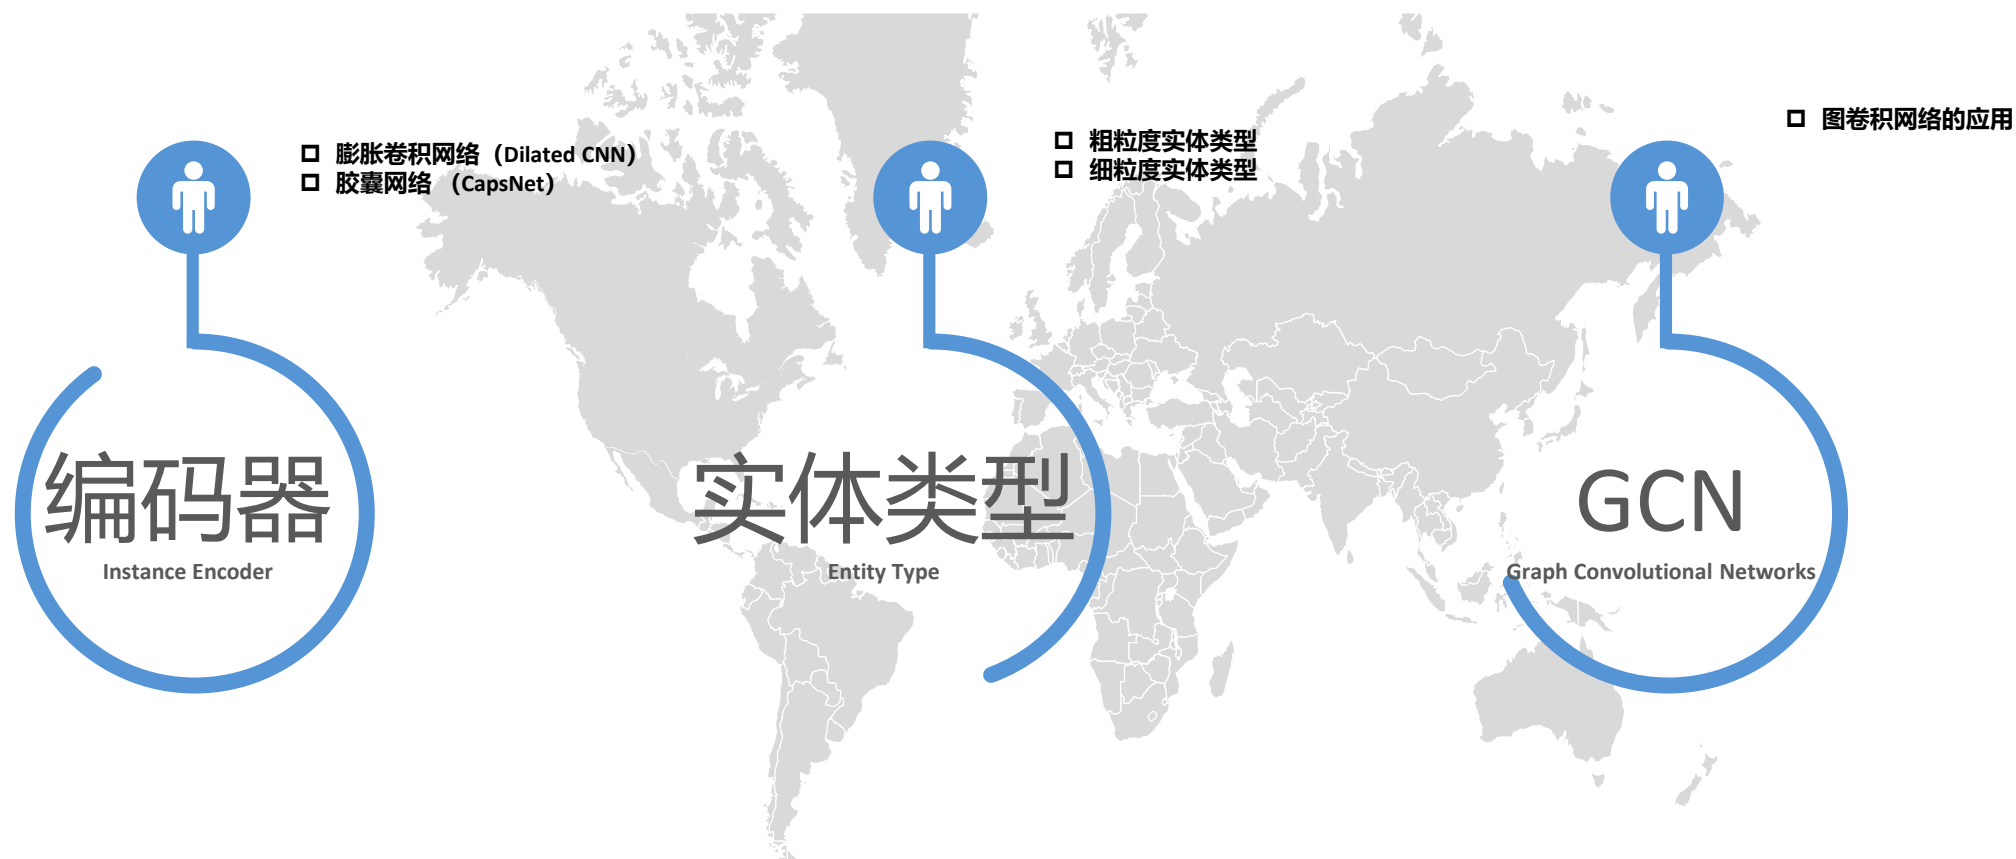 膨胀卷积网络（Dilated CNN）
胶囊网络 （CapsNet）
编码器
Instance Encoder
粗粒度实体类型
细粒度实体类型
实体类型
Entity Type
图卷积网络的应用
GCN
Graph Convolutional Networks